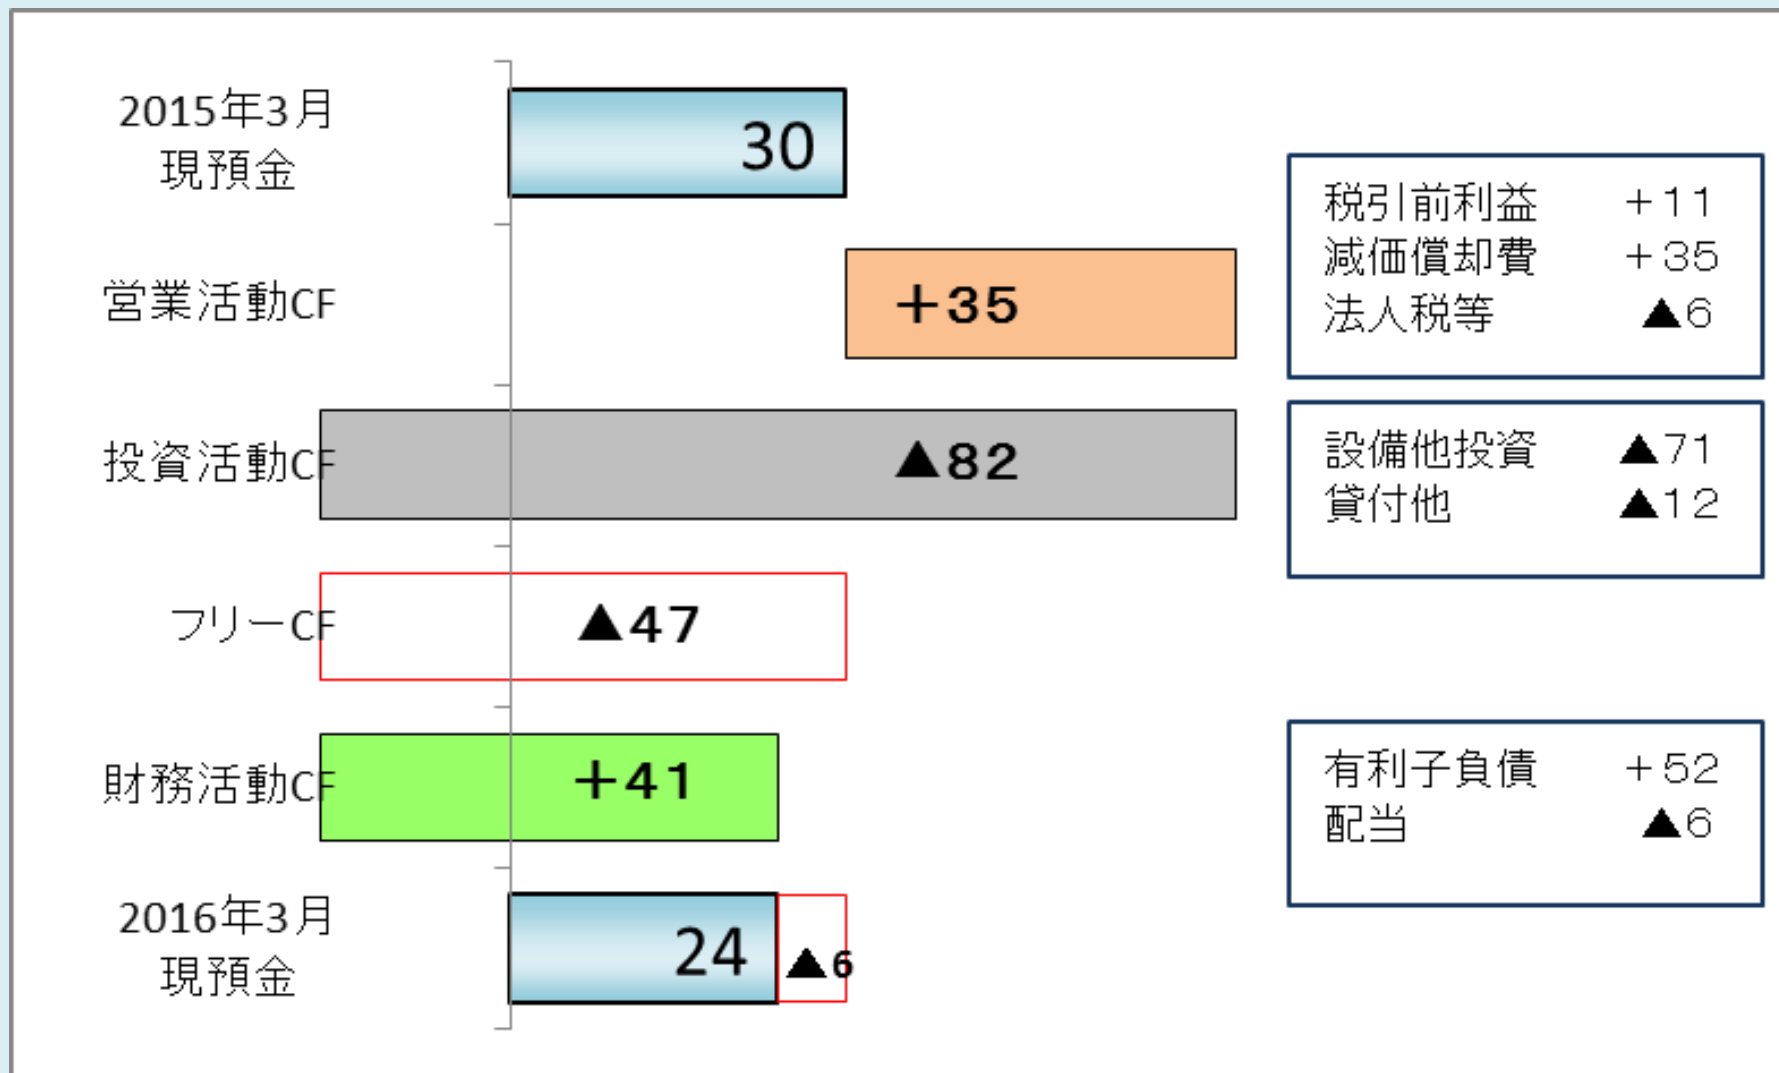 2015年3月
現預金
30
税引前利益 +11
減価償却費 +35
法人税等 ▲6
営業活動CF
+35
投資活動CF
▲82
設備他投資 ▲71
貸付他 ▲12
フリーCF
▲47
財務活動CF
+41
有利子負債 +52
配当 ▲6
2016年3月
現預金
24
▲6